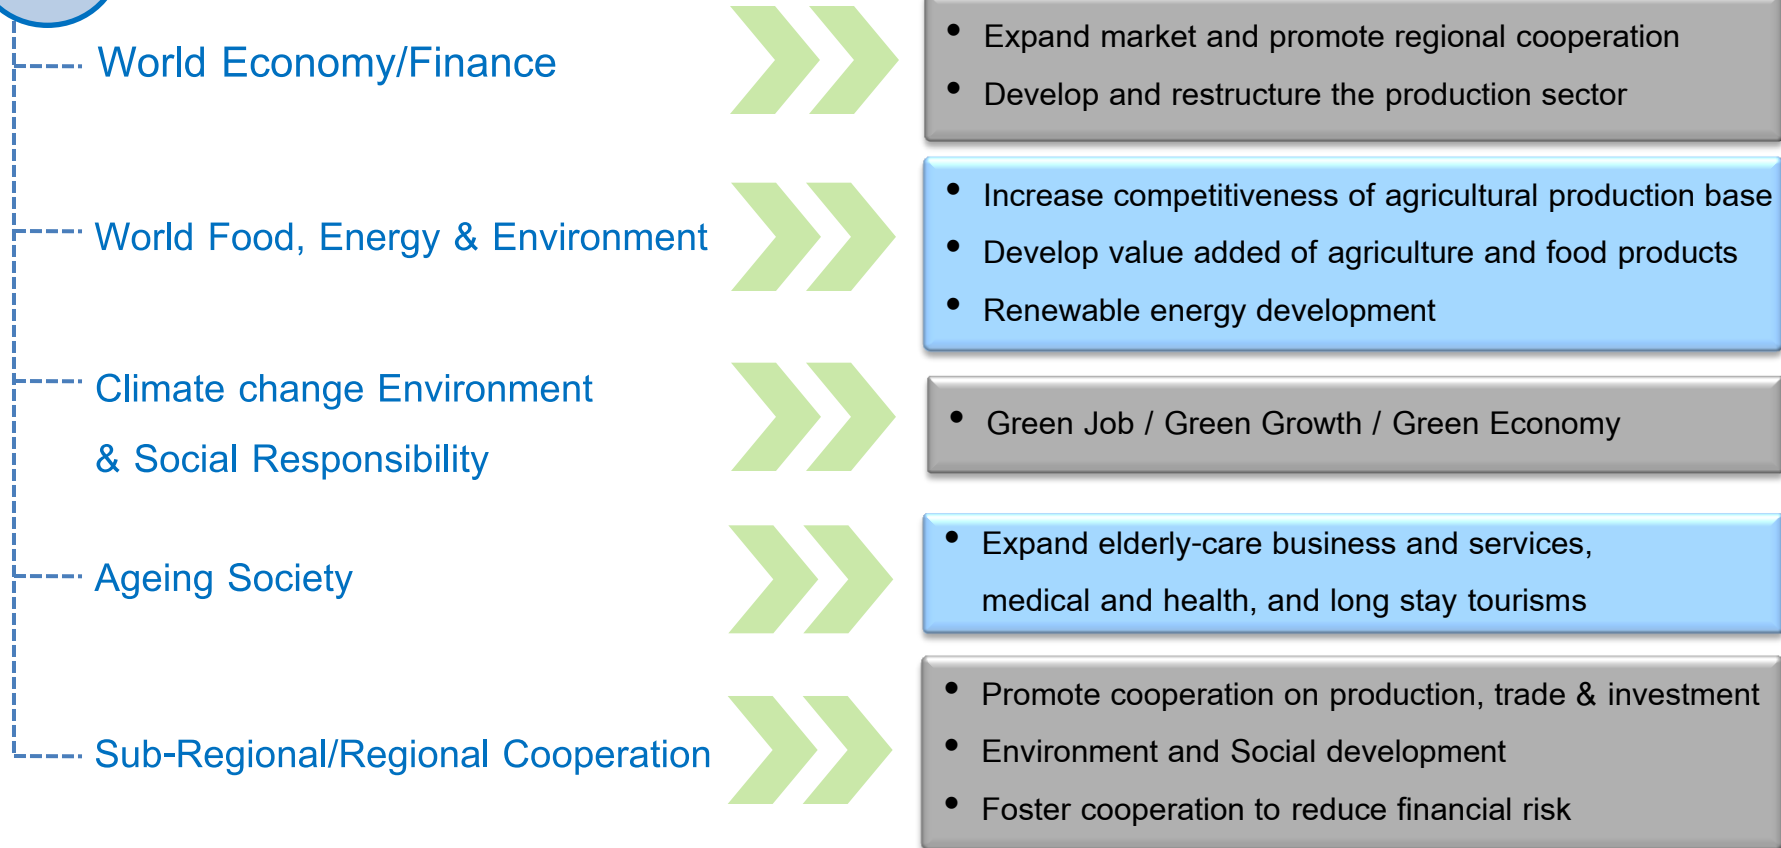 World Economy/Finance
• Expand market and promote regional cooperation
• Develop and restructure the production sector
World Food, Energy & Environment
• Increase competitiveness of agricultural production base
• Develop value added of agriculture and food products
• Renewable energy development
Climate change Environment
& Social Responsibility
• Green Job / Green Growth / Green Economy
Ageing Society
• Expand elderly-care business and services,
medical and health, and long stay tourisms
Sub-Regional/Regional Cooperation
• Promote cooperation on production, trade & investment
• Environment and Social development
• Foster cooperation to reduce financial risk